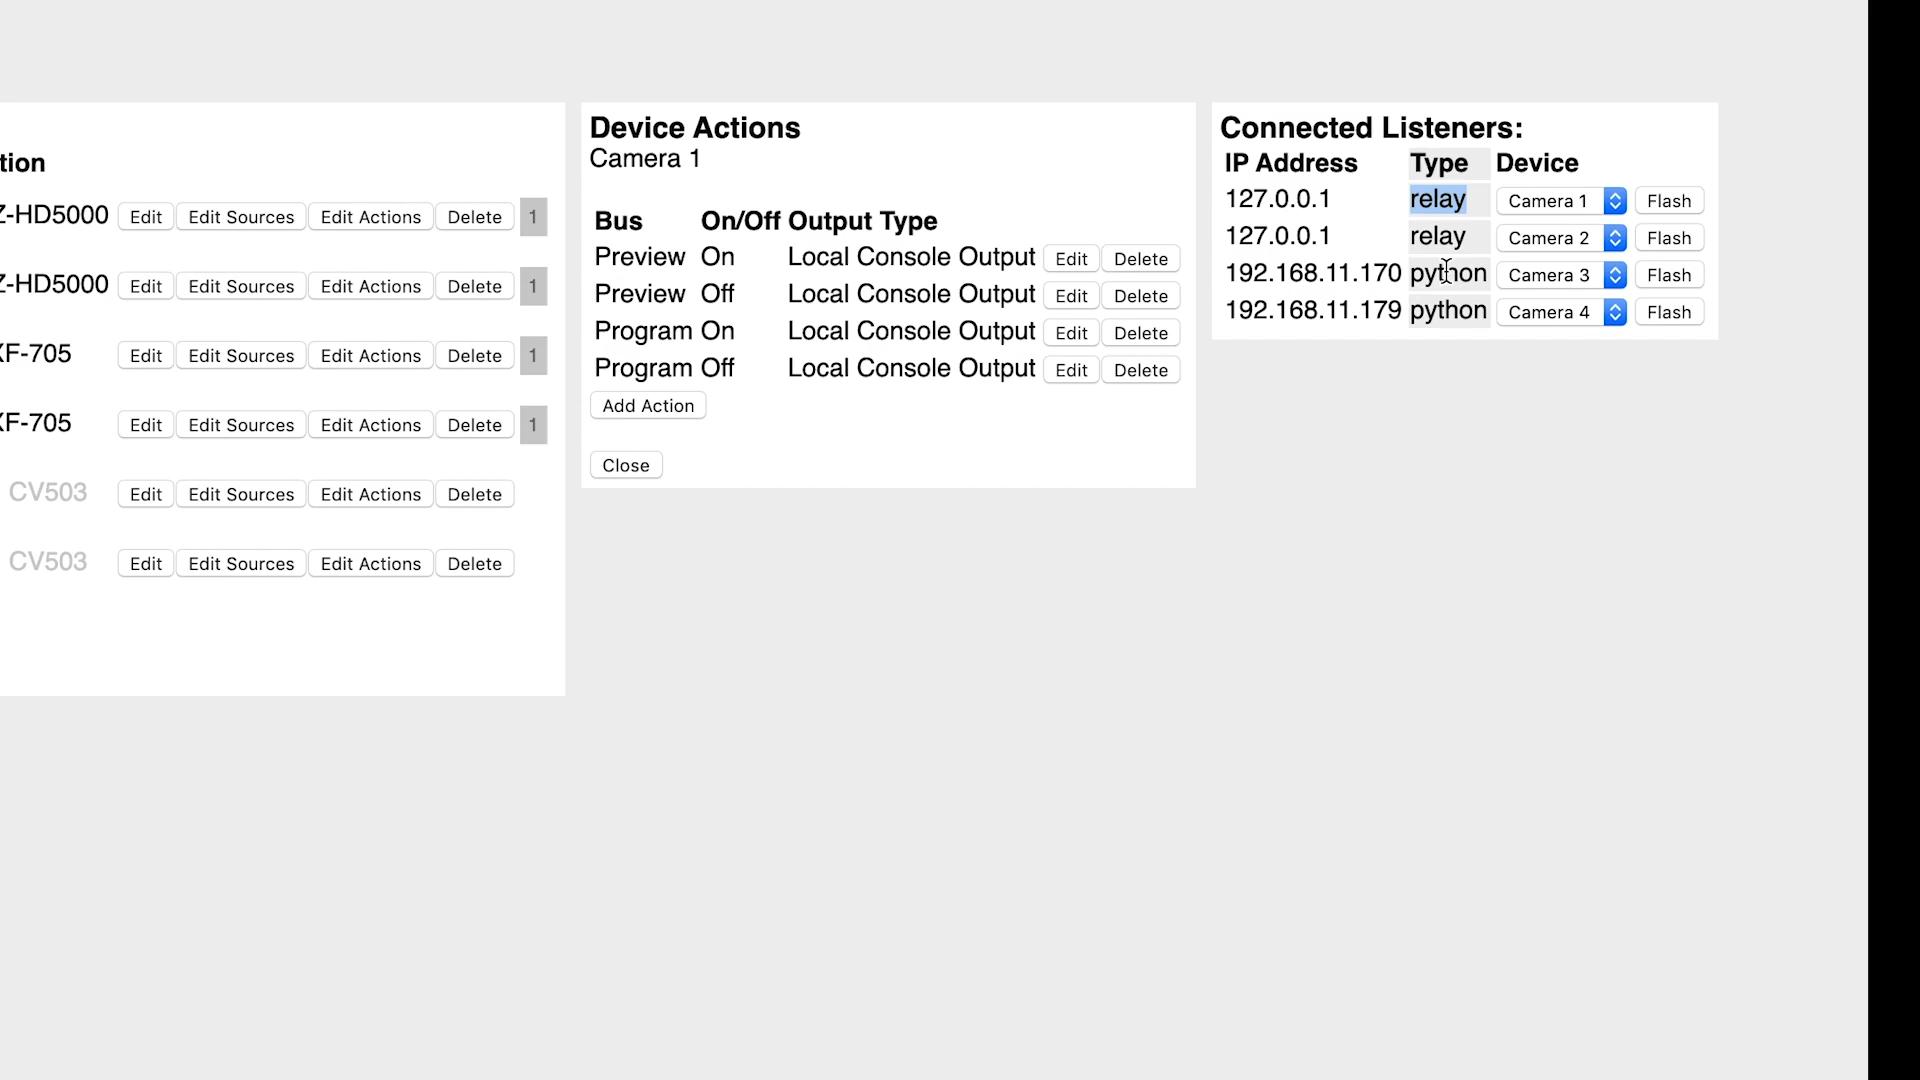 tion
Z-HD5000 Edit Edit Sources Edit Actions Delete 1
Z-HD5000 Edit Edit Sources Edit Actions Delete 1
XF-705 Edit Edit Sources Edit Actions Delete 1
XF-705 Edit Edit Sources Edit Actions Delete 1
CV503 Edit Edit Sources Edit Actions Delete
CV503 Edit Edit Sources Edit Actions Delete
Device Actions
Camera 1
Bus On/Off Output Type
Preview On Local Console Output Edit Delete
Preview Off Local Console Output Edit Delete
Program On Local Console Output Edit Delete
Program Off Local Console Output Edit Delete
Add Action
Close
Connected Listeners:
IP Address Type Device
127.0.0.1 relay Camera 1 Flash
127.0.0.1 relay Camera 2 Flash
192.168.11.170 python Camera 3 Flash
192.168.11.179 python Camera 4 Flash